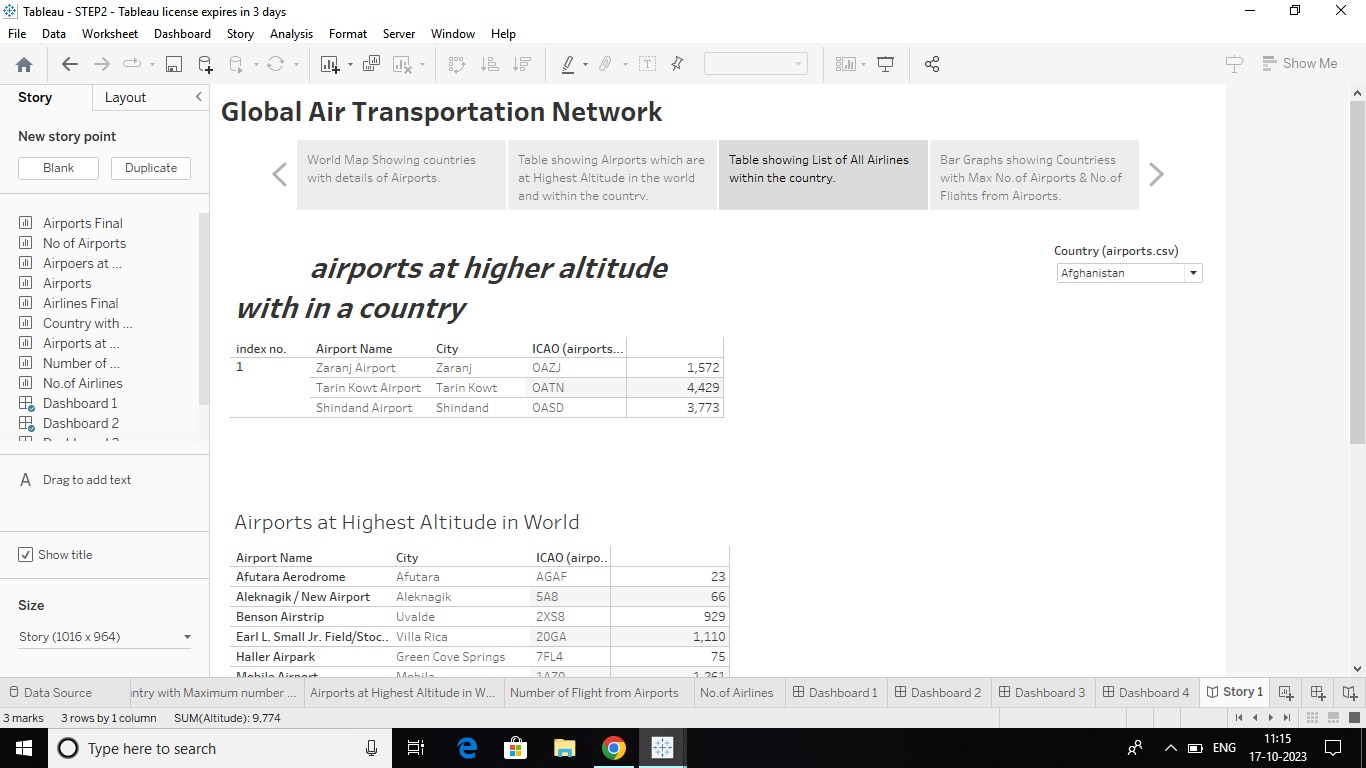 Tableau - STEP2 - Tableau license expires in 3 days
File Data Worksheet Dashboard Story Analysis Format Server Window Help
Show Me
Story Layout
New story point
Blank Duplicate
Airports Final
No of Airports
Airpoers at ...
Airports
Airlines Final
Country with ...
Airports at ...
Number of ...
No.of Airlines
Dashboard 1
Dashboard 2
A Drag to add text
Show title
Size
Story (1016 x 964)
Global Air Transportation Network
World Map Showing countries
with details of Airports.
Table showing Airports which are
at Highest Altitude in the world
and within the country.
Table showing List of All Airlines
within the country.
Bar Graphs showing Countriess
with Max No.of Airports & No.of
Flights from Airports.
airports at higher altitude
with in a country
Country (airports.csv)
Afghanistan
index no. Airport Name City ICAO (airports...
1 Zaranj Airport Zaranj OAZJ 1,572
Tarin Kowt Airport Tarin Kowt OATN 4,429
Shindand Airport Shindand OASD 3,773
Airports at Highest Altitude in World
Airport Name City ICAO (airpo..
Afutara Aerodrome Afutara AGAF 23
Aleknagik / New Airport Aleknagik 5A8 66
Benson Airstrip Uvalde 2XS8 929
Earl L. Small Jr. Field/Stoc.. Villa Rica 20GA 1,110
Haller Airpark Green Cove Springs 7FL4 75
Data Source ntry with Maximum number ... Airports at Highest Altitude in W... Number of Flight from Airports No.of Airlines Dashboard 1 Dashboard 2 Dashboard 3 Dashboard 4 Story 1
3 marks 3 rows by 1 column SUM(Altitude): 9,774
Type here to search
ENG
11:15
17-10-2023